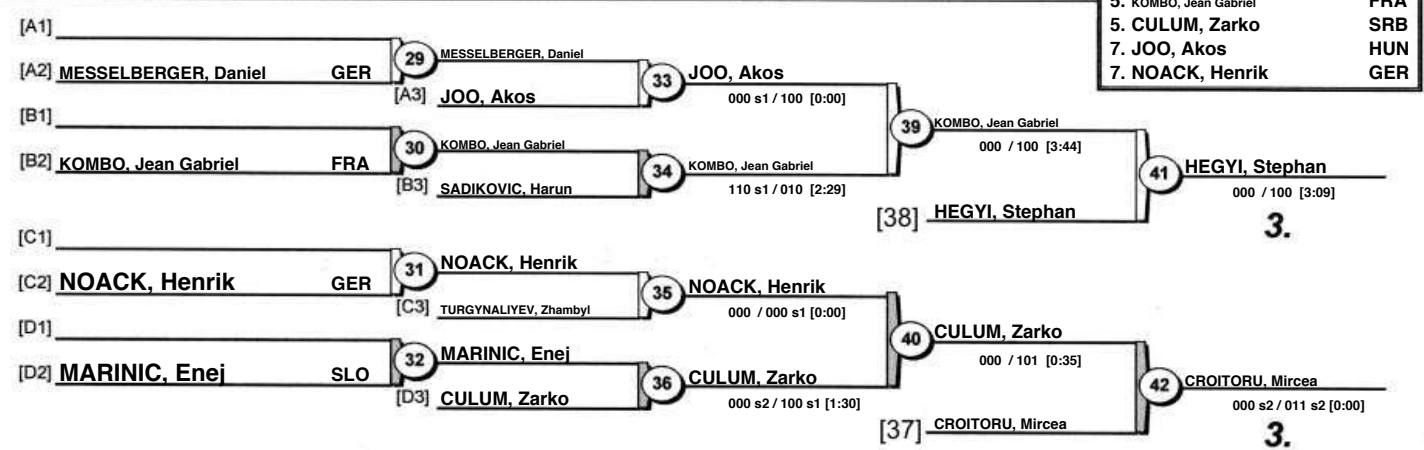 5. KOMBO, Jean Gabriel FRA
5. CULUM, Zarko SRB
7. JOO, Akos HUN
7. NOACK, Henrik GER
[A1]
[A2] MESSELBERGER, Daniel GER
29 MESSELBERGER, Daniel
[A3] JOO, Akos
33 JOO, Akos
000 s1 / 100 [0:00]
[B1]
[B2] KOMBO, Jean Gabriel FRA
30 KOMBO, Jean Gabriel
[B3] SADIKOVIC, Harun
34 KOMBO, Jean Gabriel
110 s1 / 010 [2:29]
39 KOMBO, Jean Gabriel
000 / 100 [3:44]
[38] HEGYI, Stephan
41 HEGYI, Stephan
000 / 100 [3:09]
3.
[C1]
[C2] NOACK, Henrik GER
31 NOACK, Henrik
[C3] TURGYNALIYEV, Zhambyl
35 NOACK, Henrik
000 / 000 s1 [0:00]
[D1]
[D2] MARINIC, Enej SLO
32 MARINIC, Enej
[D3] CULUM, Zarko
36 CULUM, Zarko
000 s2 / 100 s1 [1:30]
40 CULUM, Zarko
000 / 101 [0:35]
[37] CROITORU, Mircea
42 CROITORU, Mircea
000 s2 / 011 s2 [0:00]
3.